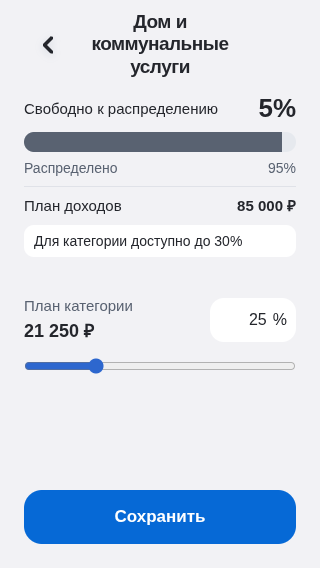 Дом и
коммунальные
услуги
Свободно к распределению 5%
Распределено 95%
План доходов 85 000 ₽
Для категории доступно до 30%
План категории
21 250 ₽
25 %
Сохранить